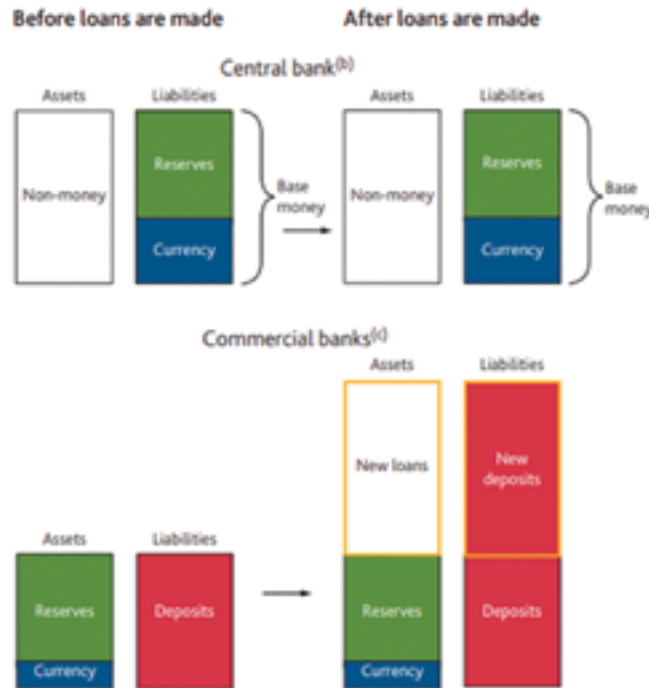 Before loans are made After loans are made
Central bank(b)
Assets Liabilities Assets Liabilities
Reserves Reserves
Non-money Base money Non-money Base money
Currency Currency
Commercial banks(c)
Assets Liabilities
New loans New deposits
Assets Liabilities
Reserves Deposits Reserves Deposits
Currency Currency